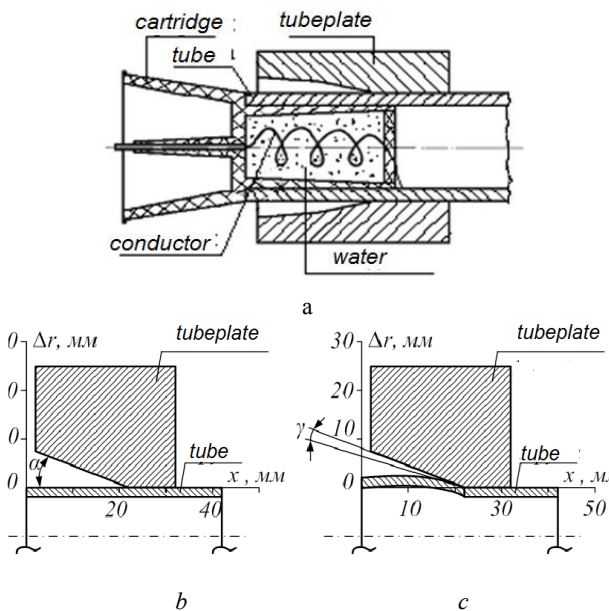 cartridge
tubeplate
tube
conductor
water
a
0
Δr, мм
tubeplate
0
0
α
tube
0
x , мм
20
40
b
30
Δr, мм
tubeplate
20
γ
10
tube
0
x , мм
10
30
50
c